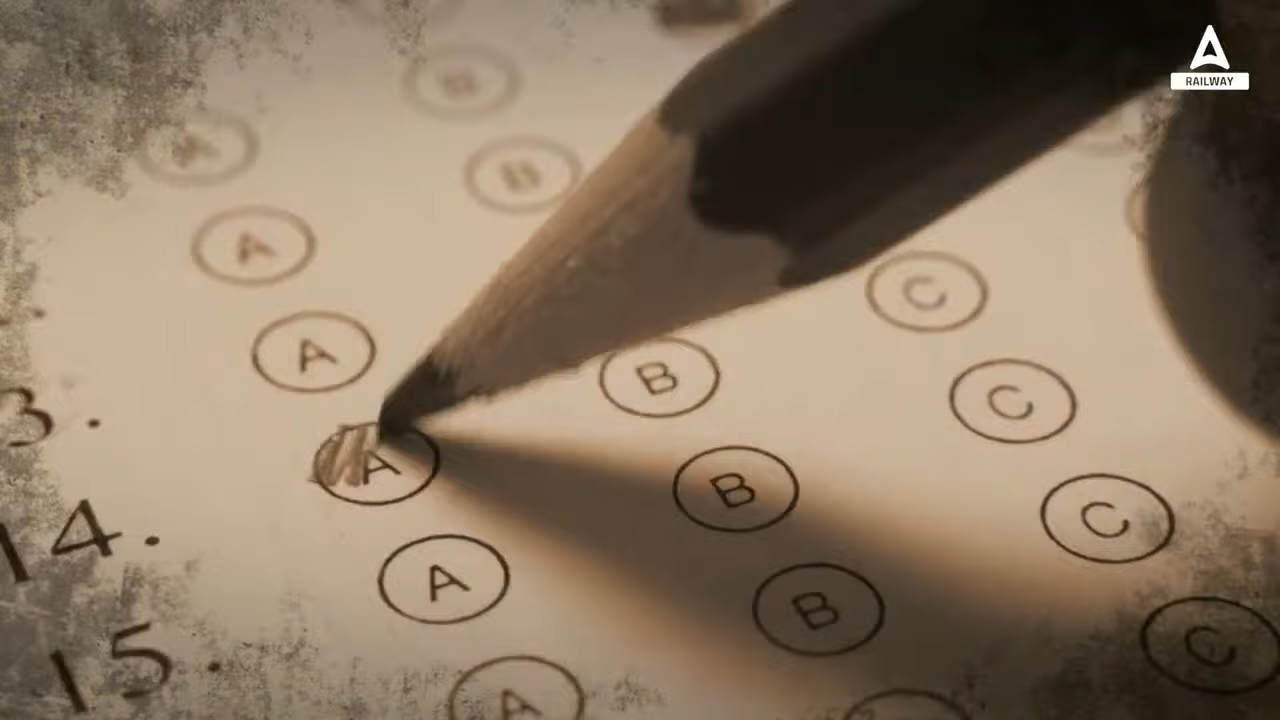 RAILWAY
B
A B
A C
A B C
3. A B C
14. A B C
15. A